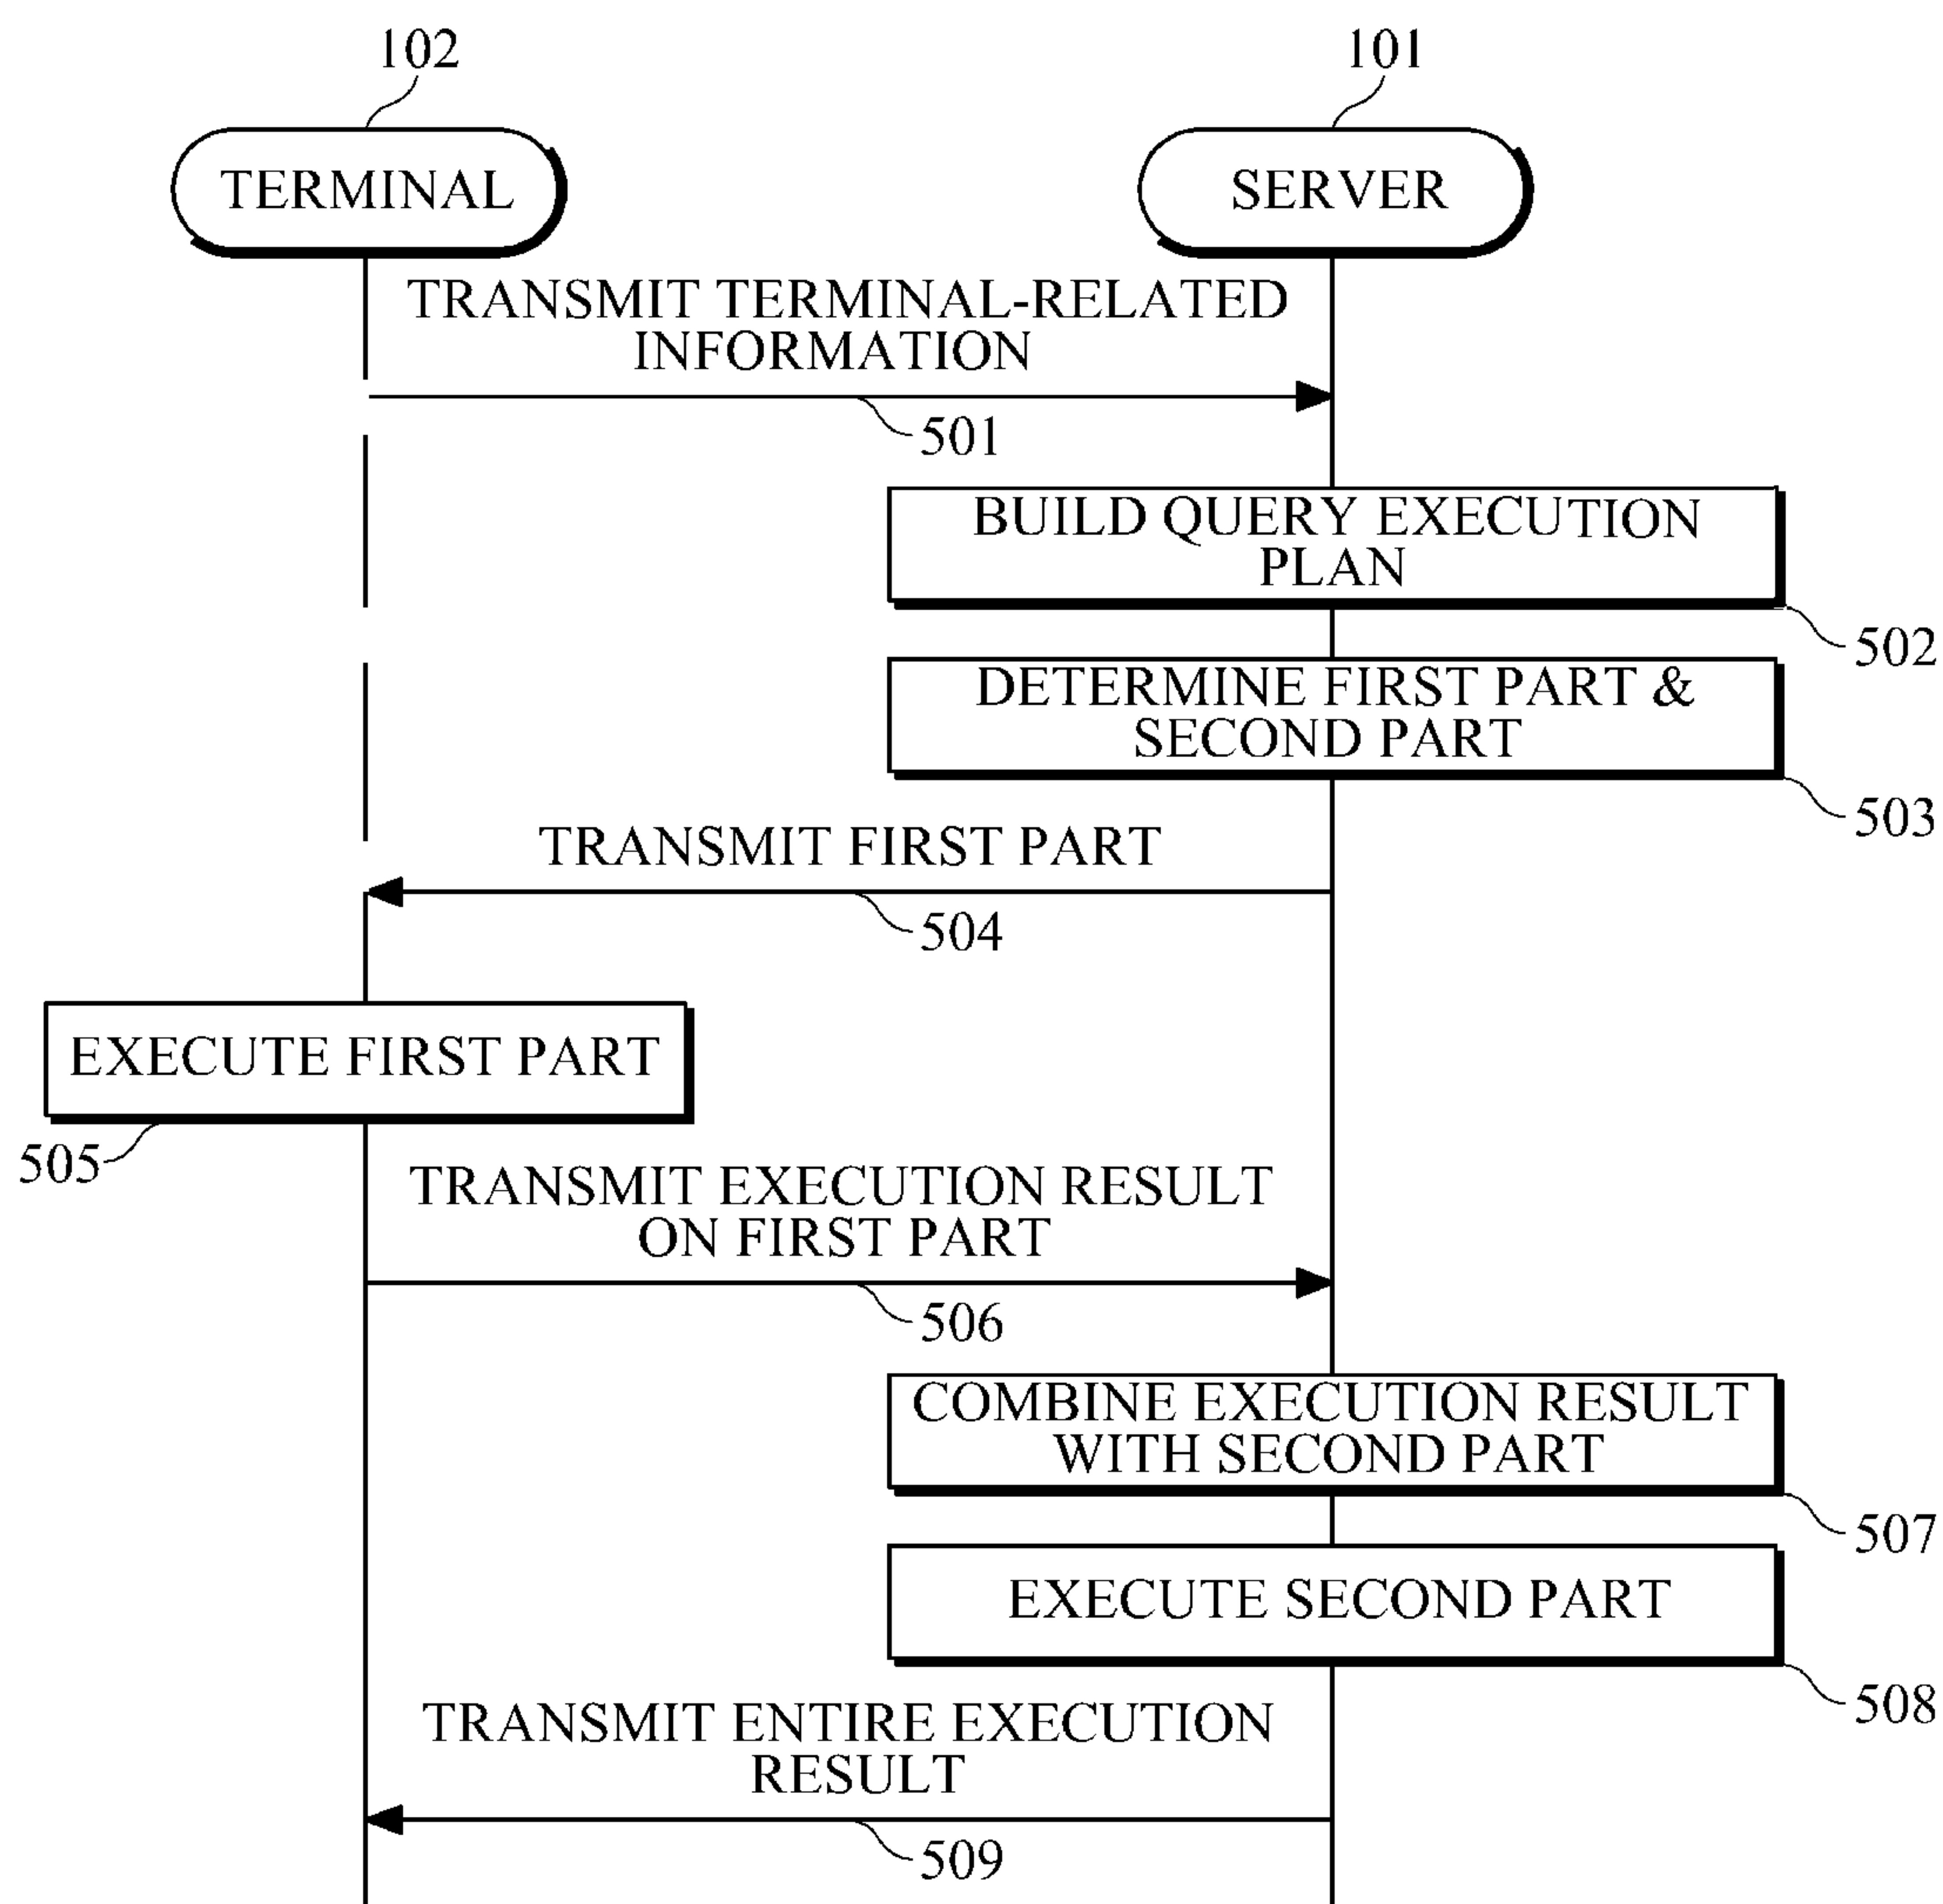 102
101
TERMINAL
SERVER
TRANSMIT TERMINAL-RELATED
INFORMATION
501
BUILD QUERY EXECUTION
PLAN
502
DETERMINE FIRST PART &
SECOND PART
503
TRANSMIT FIRST PART
504
EXECUTE FIRST PART
505
TRANSMIT EXECUTION RESULT
ON FIRST PART
506
COMBINE EXECUTION RESULT
WITH SECOND PART
507
EXECUTE SECOND PART
508
TRANSMIT ENTIRE EXECUTION
RESULT
509